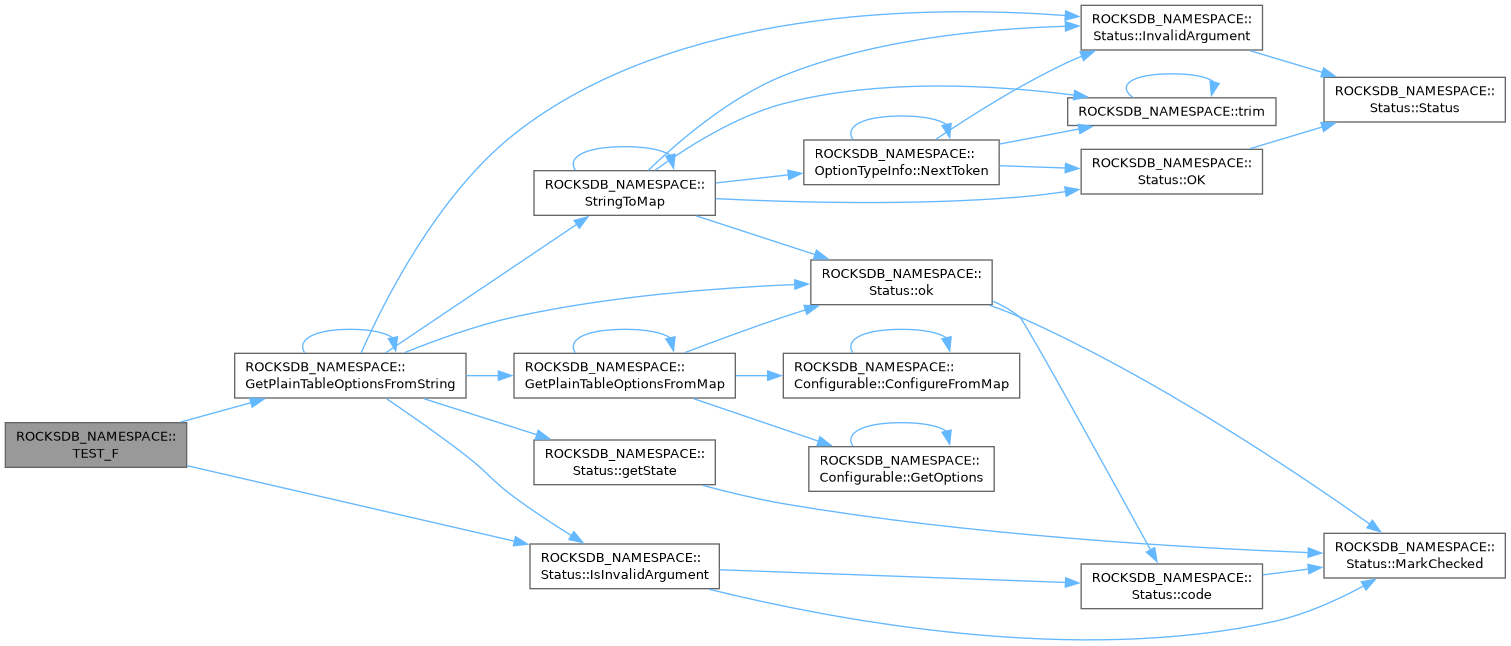 ROCKSDB_NAMESPACE::
Status::InvalidArgument
ROCKSDB_NAMESPACE::
Status::Status
ROCKSDB_NAMESPACE::trim
ROCKSDB_NAMESPACE::
OptionTypeInfo::NextToken
ROCKSDB_NAMESPACE::
Status::OK
ROCKSDB_NAMESPACE::
StringToMap
ROCKSDB_NAMESPACE::
Status::ok
ROCKSDB_NAMESPACE::
GetPlainTableOptionsFromString
ROCKSDB_NAMESPACE::
GetPlainTableOptionsFromMap
ROCKSDB_NAMESPACE::
Configurable::ConfigureFromMap
ROCKSDB_NAMESPACE::
TEST_F
ROCKSDB_NAMESPACE::
Status::getState
ROCKSDB_NAMESPACE::
Configurable::GetOptions
ROCKSDB_NAMESPACE::
Status::IsInvalidArgument
ROCKSDB_NAMESPACE::
Status::code
ROCKSDB_NAMESPACE::
Status::MarkChecked